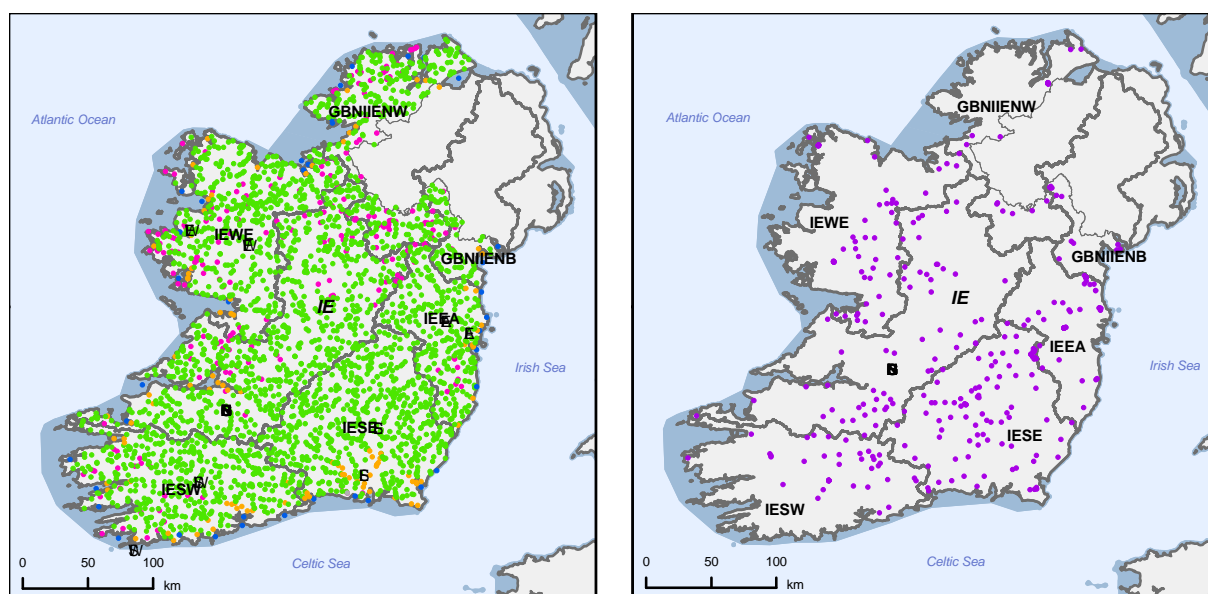 GBNIIENW
Atlantic Ocean
IEWE
GBNIIENB
IE
IEEA
Irish Sea
IESE
IESW
Celtic Sea
0 50 100
km
GBNIIENW
Atlantic Ocean
IEWE
GBNIIENB
IE
IEEA
Irish Sea
IESE
IESW
Celtic Sea
0 50 100
km